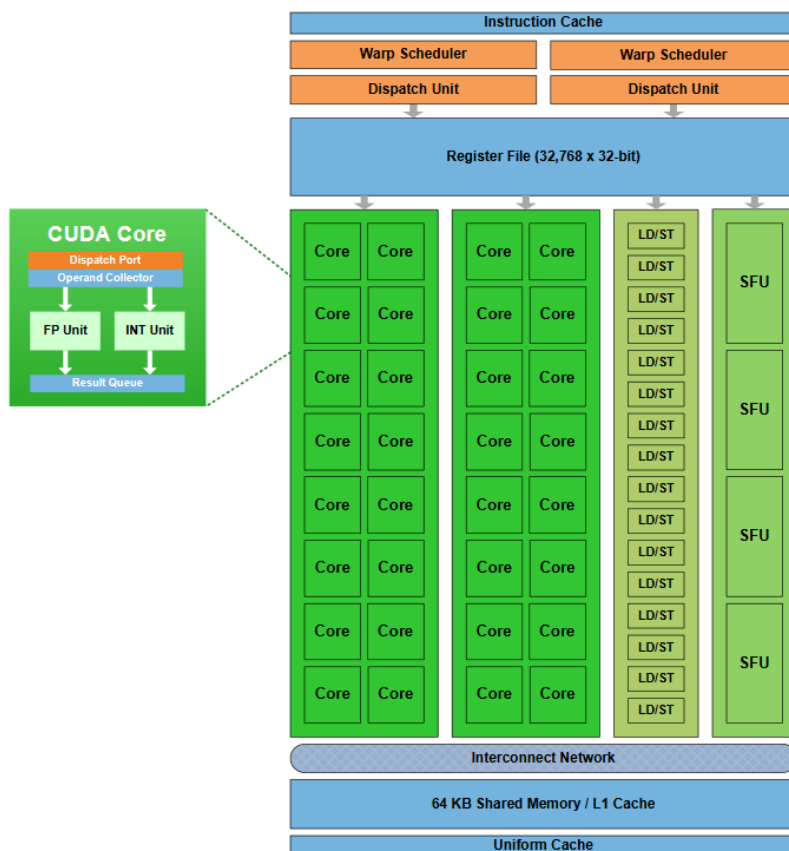 Instruction Cache
Warp Scheduler Warp Scheduler
Dispatch Unit Dispatch Unit
Register File (32,768 x 32-bit)
CUDA Core
Dispatch Port
Operand Collector
FP Unit INT Unit
Result Queue
Core Core Core Core LD/ST LD/ST SFU
Core Core Core Core LD/ST LD/ST
Core Core Core Core LD/ST LD/ST SFU
Core Core Core Core LD/ST LD/ST
Core Core Core Core LD/ST LD/ST SFU
Core Core Core Core LD/ST LD/ST
Core Core Core Core LD/ST LD/ST SFU
Core Core Core Core LD/ST LD/ST
Interconnect Network
64 KB Shared Memory / L1 Cache
Uniform Cache